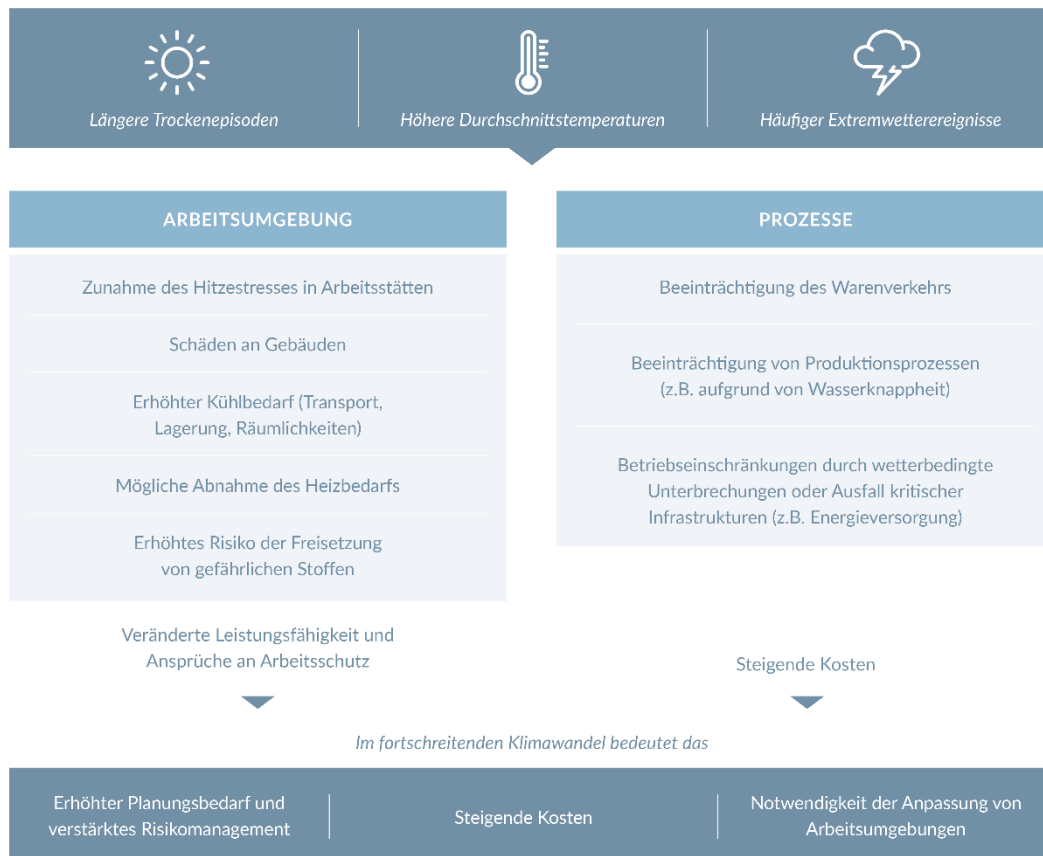 Längere Trockenepisoden
Höhere Durchschnittstemperaturen
Häufiger Extremwetterereignisse
ARBEITSUMGEBUNG
Zunahme des Hitzestresses in Arbeitsstätten
Schäden an Gebäuden
Erhöhter Kühlbedarf (Transport,
Lagerung, Räumlichkeiten)
Mögliche Abnahme des Heizbedarfs
Erhöhtes Risiko der Freisetzung
von gefährlichen Stoffen
Veränderte Leistungsfähigkeit und
Ansprüche an Arbeitsschutz
PROZESSE
Beeinträchtigung des Warenverkehrs
Beeinträchtigung von Produktionsprozessen
(z.B. aufgrund von Wasserknappheit)
Betriebseinschränkungen durch wetterbedingte
Unterbrechungen oder Ausfall kritischer
Infrastrukturen (z.B. Energieversorgung)
Steigende Kosten
Im fortschreitenden Klimawandel bedeutet das
Erhöhter Planungsbedarf und
verstärktes Risikomanagement
Steigende Kosten
Notwendigkeit der Anpassung von
Arbeitsumgebungen